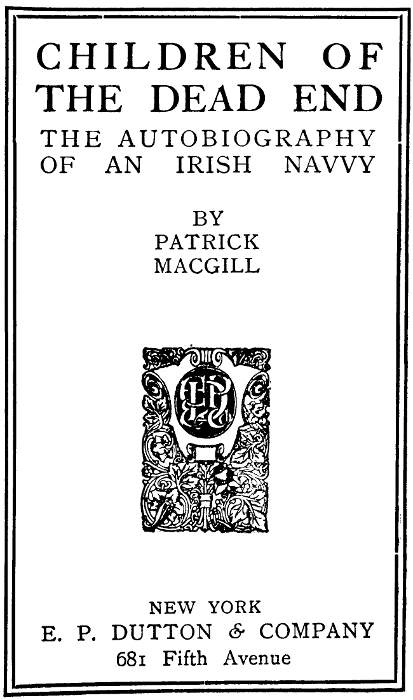 CHILDREN OF
THE DEAD END
THE AUTOBIOGRAPHY
OF AN IRISH NAVVY
BY
PATRICK
MACGILL
NEW YORK
E. P. DUTTON & COMPANY
681 Fifth Avenue